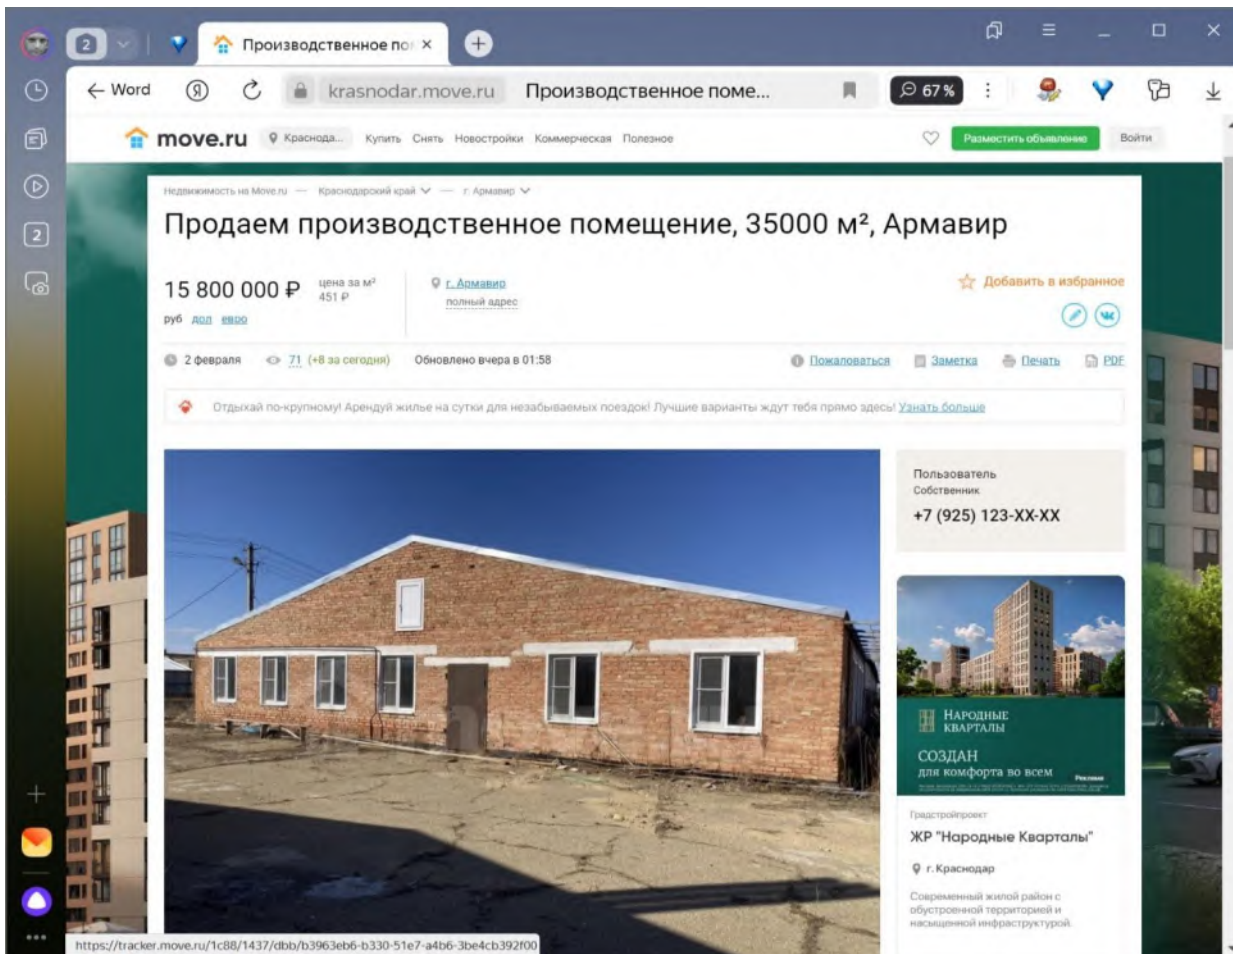 2
Производственное по
← Word
Я
krasnodar.move.ru
Производственное поме...
67%
move.ru
Краснода...
Купить
Снять
Новостройки
Коммерческая
Полезное
Разместить объявление
Войти
Недвижимость на Move.ru — Краснодарский край — г. Армавир
Продаем производственное помещение, 35000 м², Армавир
15 800 000 ₽
цена за м²
451 ₽
г. Армавир
полный адрес
Добавить в избранное
руб дол евро
2 февраля
71 (+8 за сегодня)
Обновлено вчера в 01:58
Пожаловаться
Заметка
Печать
PDF
Отдыхай по-крупному! Арендуй жилье на сутки для незабываемых поездок! Лучшие варианты ждут тебя прямо здесь! Узнать больше
Пользователь
Собственник
+7 (925) 123-XX-XX
НАРОДНЫЕ
КВАРТАЛЫ
СОЗДАН
для комфорта во всем
Реклама
Градстройпроект
ЖР "Народные Кварталы"
г. Краснодар
Современный жилой район с
обустроенной территорией и
насыщенной инфраструктурой.
2
https://tracker.move.ru/1c88/1437/dbb/b3963eb6-b330-51e7-a4b6-3be4cb392f00